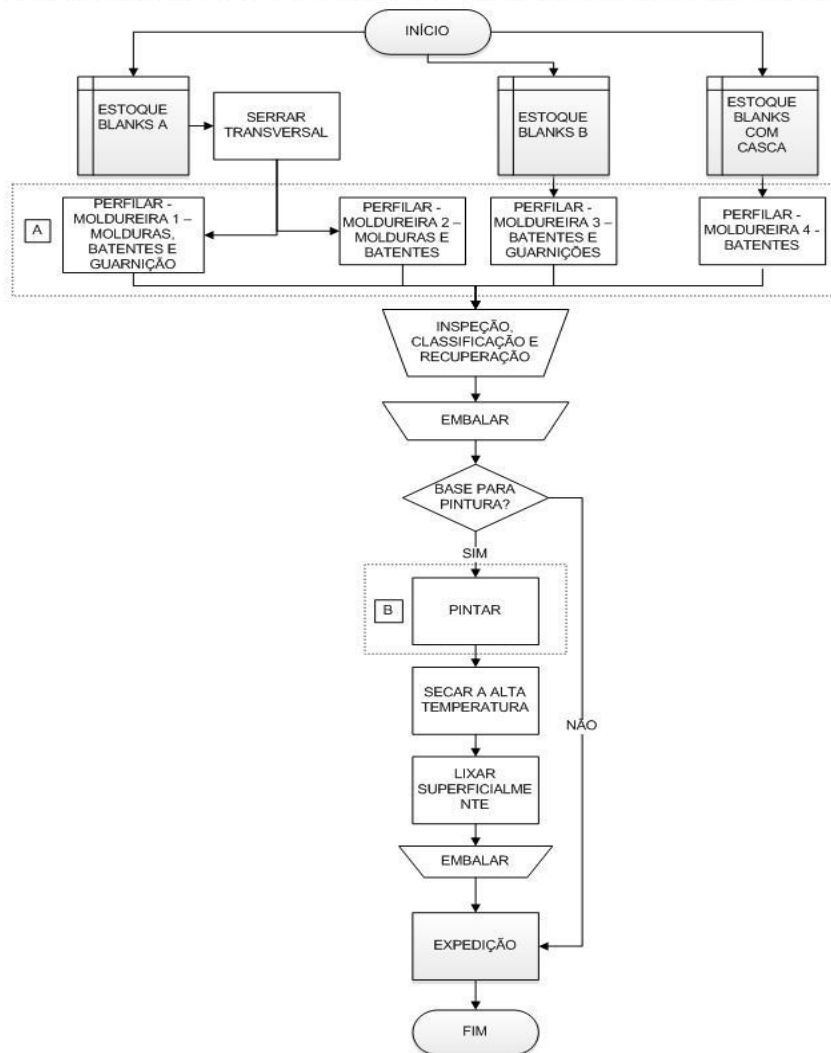 INÍCIO
ESTOQUE
BLANKS A
SERRAR
TRANSVERSAL
ESTOQUE
BLANKS B
ESTOQUE
BLANKS
COM
CASCA
A
PERFILAR -
MOLDUREIRA 1 –
MOLDURAS,
BATENTES E
GUARNIÇÃO
PERFILAR -
MOLDUREIRA 2 –
MOLDURAS E
BATENTES
PERFILAR -
MOLDUREIRA 3 –
BATENTES E
GUARNIÇÕES
PERFILAR -
MOLDUREIRA 4 -
BATENTES
INSPEÇÃO,
CLASSIFICAÇÃO E
RECUPERAÇÃO
EMBALAR
BASE PARA
PINTURA?
SIM
B
PINTAR
SECAR A ALTA
TEMPERATURA
NÃO
LIXAR
SUPERFICIALME
NTE
EMBALAR
EXPEDIÇÃO
FIM